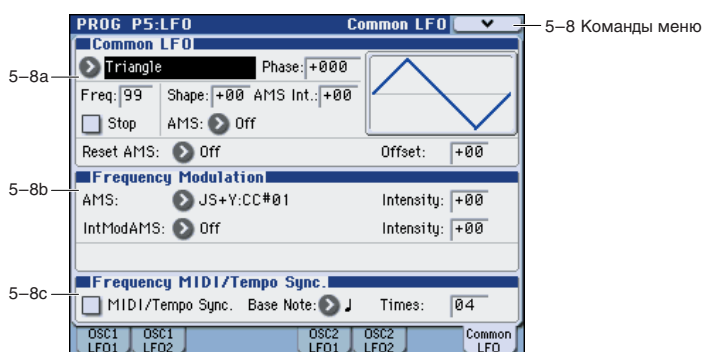 PROG P5:LFO Common LFO
5–8 Команды меню
Common LFO
5–8a
Triangle Phase: +000
Freq: 99 Shape: +00 AMS Int.: +00
Stop AMS: Off
Reset AMS: Off Offset: +00
5–8b
Frequency Modulation
AMS: JS+Y:CC#01 Intensity: +00
IntModAMS: Off Intensity: +00
5–8c
Frequency MIDI/Tempo Sync.
MIDI/Tempo Sync. Base Note: ♩ Times: 04
OSC1 LFO1
OSC1 LFO2
OSC2 LFO1
OSC2 LFO2
Common LFO